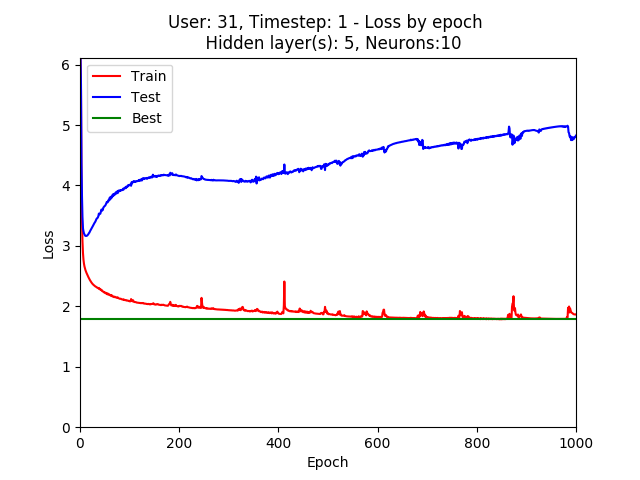 User: 31, Timestep: 1 - Loss by epoch
Hidden layer(s): 5, Neurons:10
Train
Test
Best
6
5
4
3
2
1
0
Loss
0 200 400 600 800 1000
Epoch